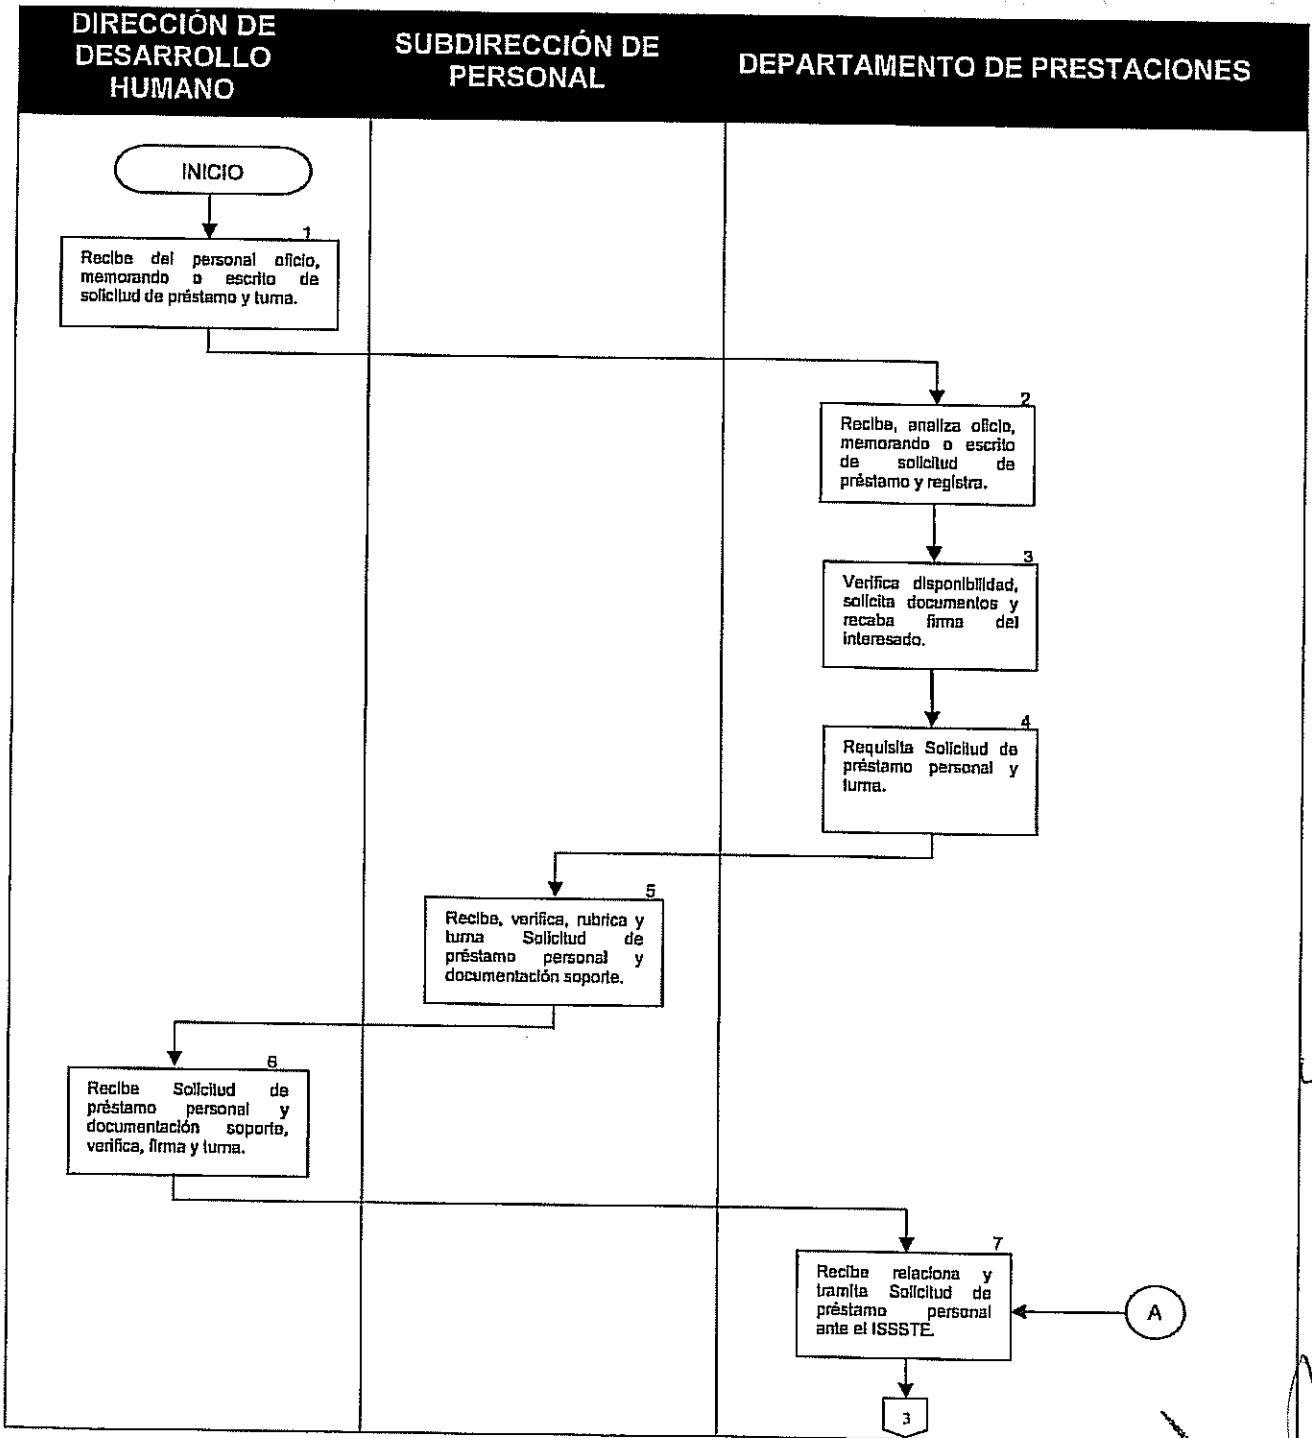 DIRECCIÓN DE
DESARROLLO
HUMANO
SUBDIRECCIÓN DE
PERSONAL
DEPARTAMENTO DE PRESTACIONES
INICIO
1
Recibe del personal oficio,
memorando o escrito de
solicitud de préstamo y turna.
2
Recibe, analiza oficio,
memorando o escrito
de solicitud de
préstamo y registra.
3
Verifica disponibilidad,
solicita documentos y
recaba firma del
interesado.
4
Requisita Solicitud de
préstamo personal y
turna.
5
Recibe, verifica, rubrica y
turna Solicitud de
préstamo personal y
documentación soporte.
6
Recibe Solicitud de
préstamo personal y
documentación soporte,
verifica, firma y turna.
7
Recibe relaciona y
tramita Solicitud de
préstamo personal
ante el ISSSTE.
A
3